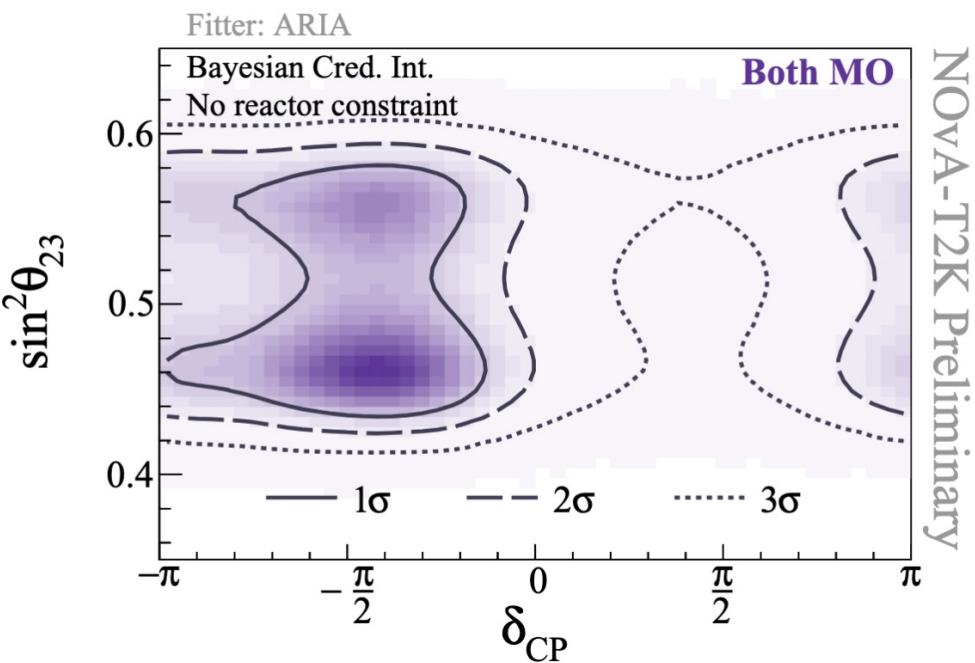 Fitter: ARIA
Bayesian Cred. Int.
No reactor constraint
Both MO
NOvA-T2K Preliminary
sin²θ₂₃
0.6
0.5
0.4
1σ
2σ
3σ
−π
−π/2
0
π/2
π
δCP